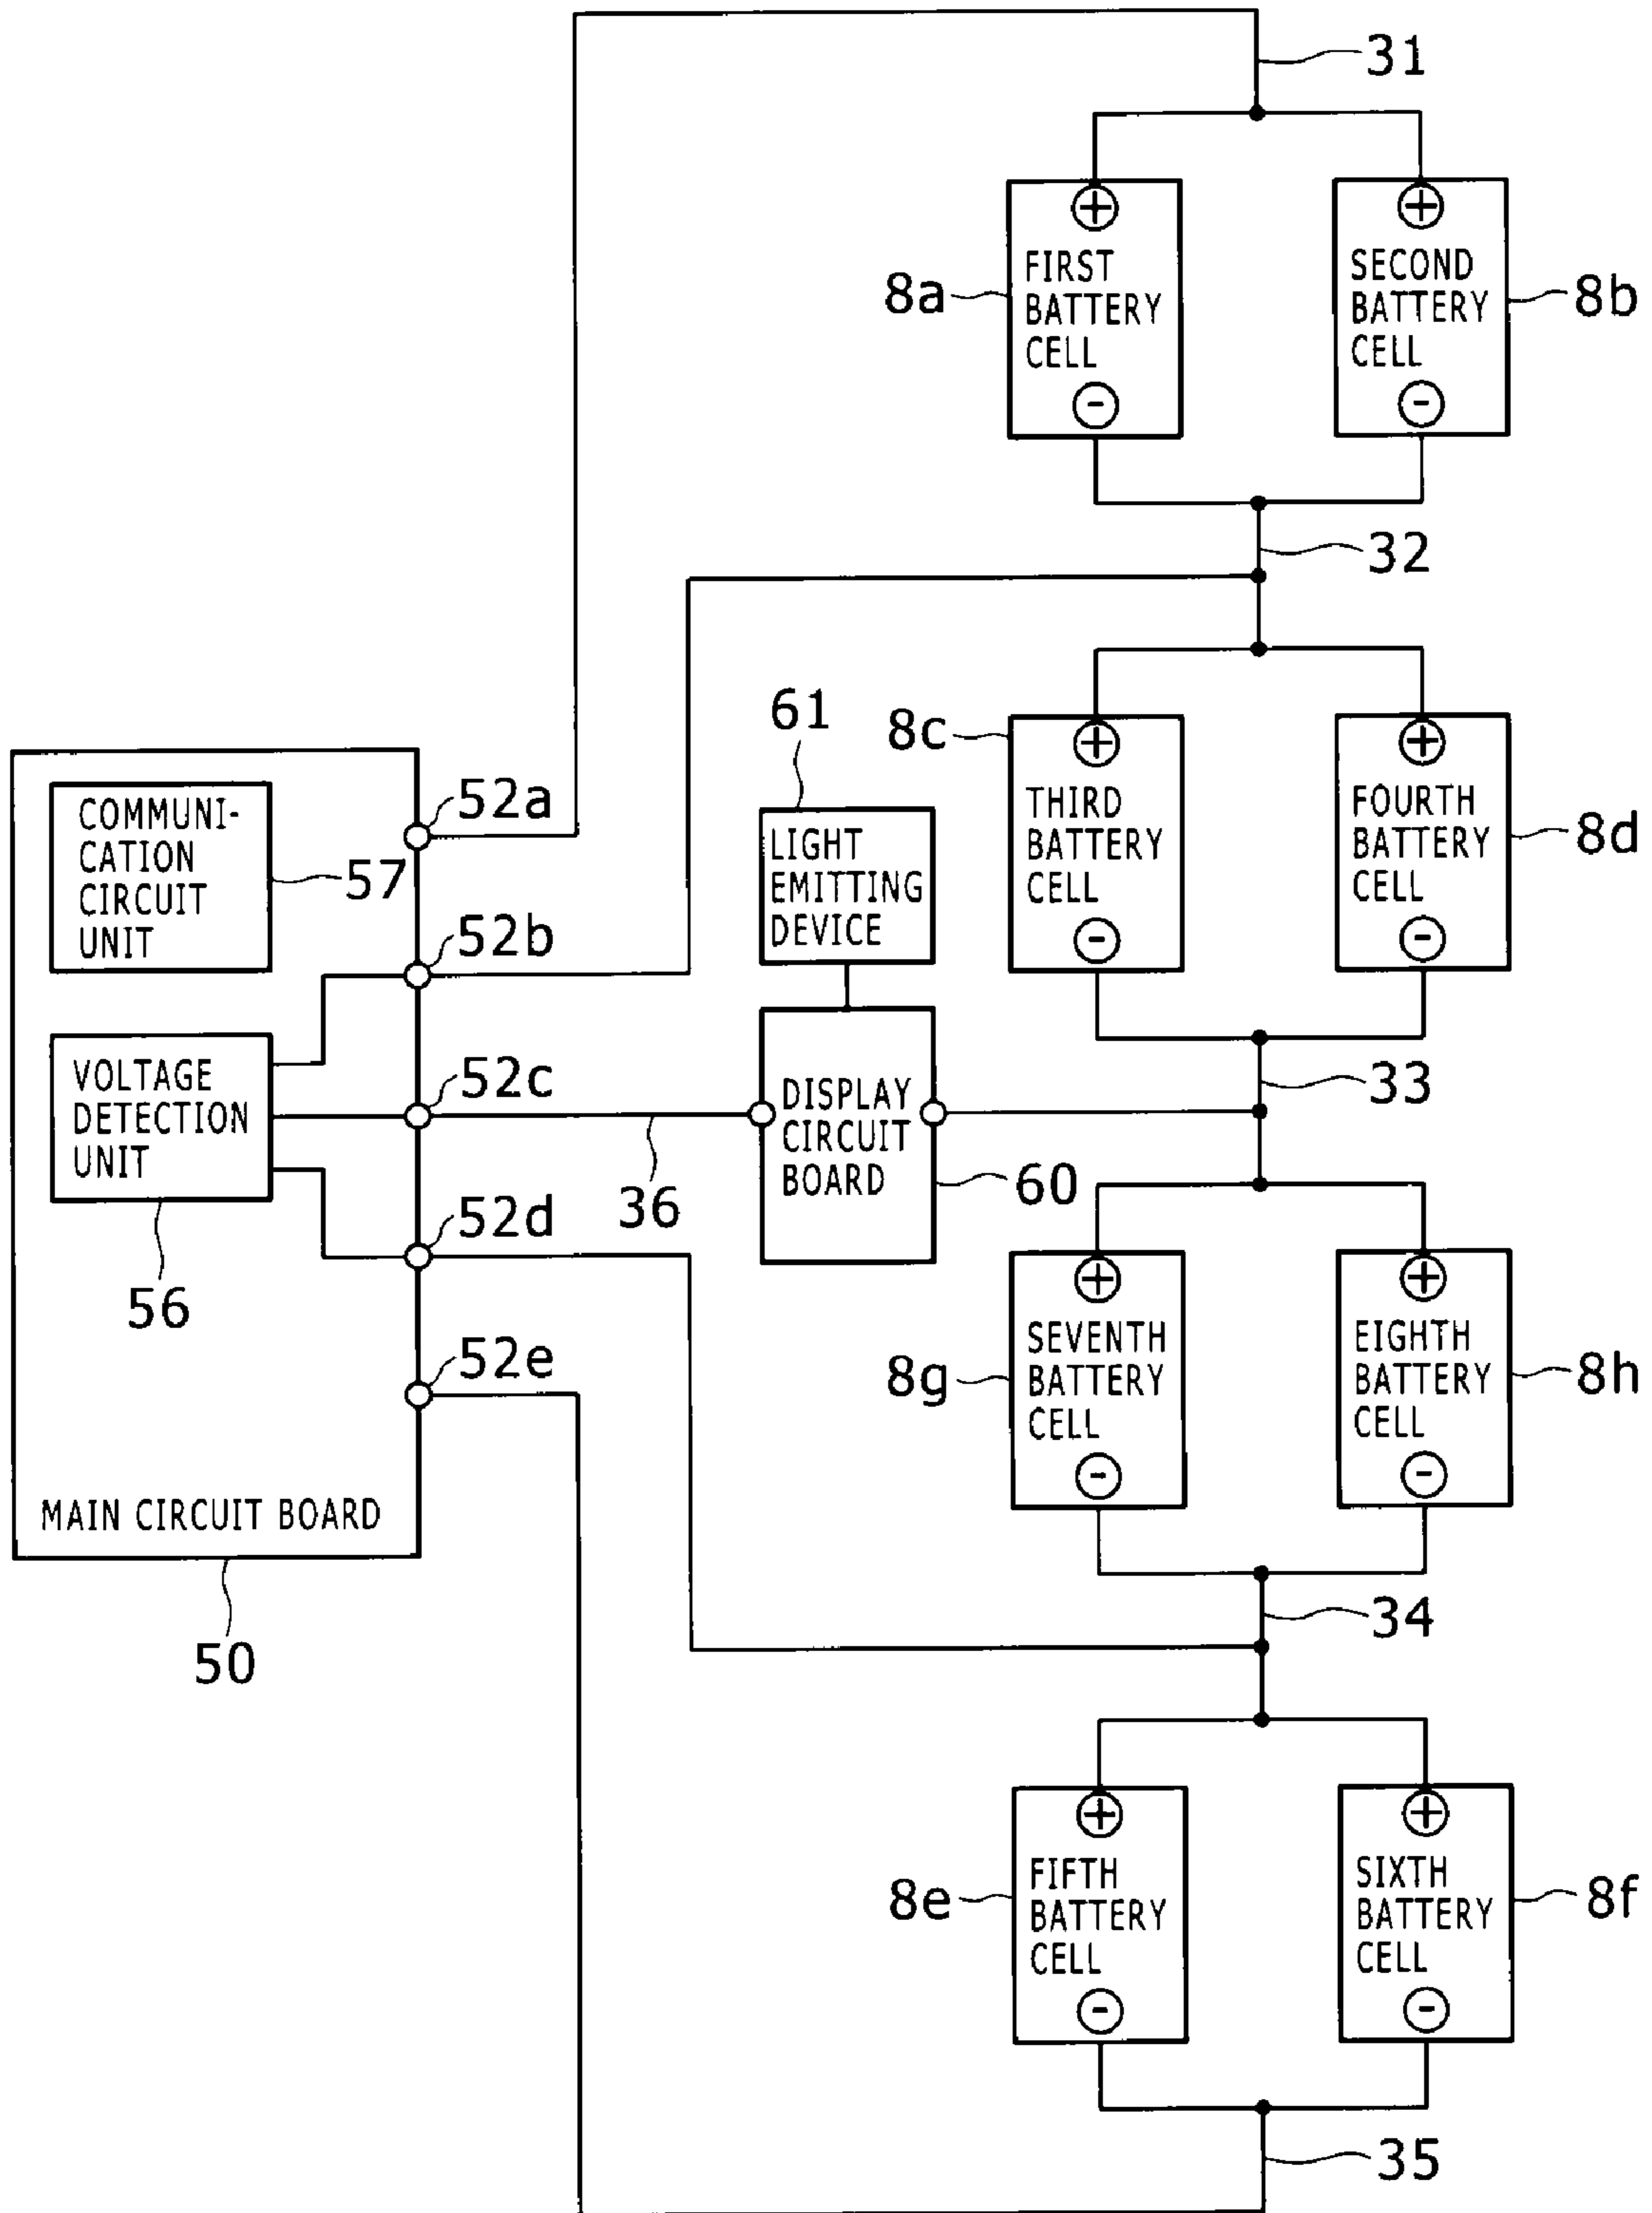 31
FIRST
BATTERY
CELL
8a
SECOND
BATTERY
CELL
8b
32
THIRD
BATTERY
CELL
8c
FOURTH
BATTERY
CELL
8d
61
LIGHT
EMITTING
DEVICE
COMMUNI-
CATION
CIRCUIT
UNIT
57
52a
52b
VOLTAGE
DETECTION
UNIT
56
52c
36
DISPLAY
CIRCUIT
BOARD
60
33
52d
52e
MAIN CIRCUIT BOARD
50
SEVENTH
BATTERY
CELL
8g
EIGHTH
BATTERY
CELL
8h
34
FIFTH
BATTERY
CELL
8e
SIXTH
BATTERY
CELL
8f
35